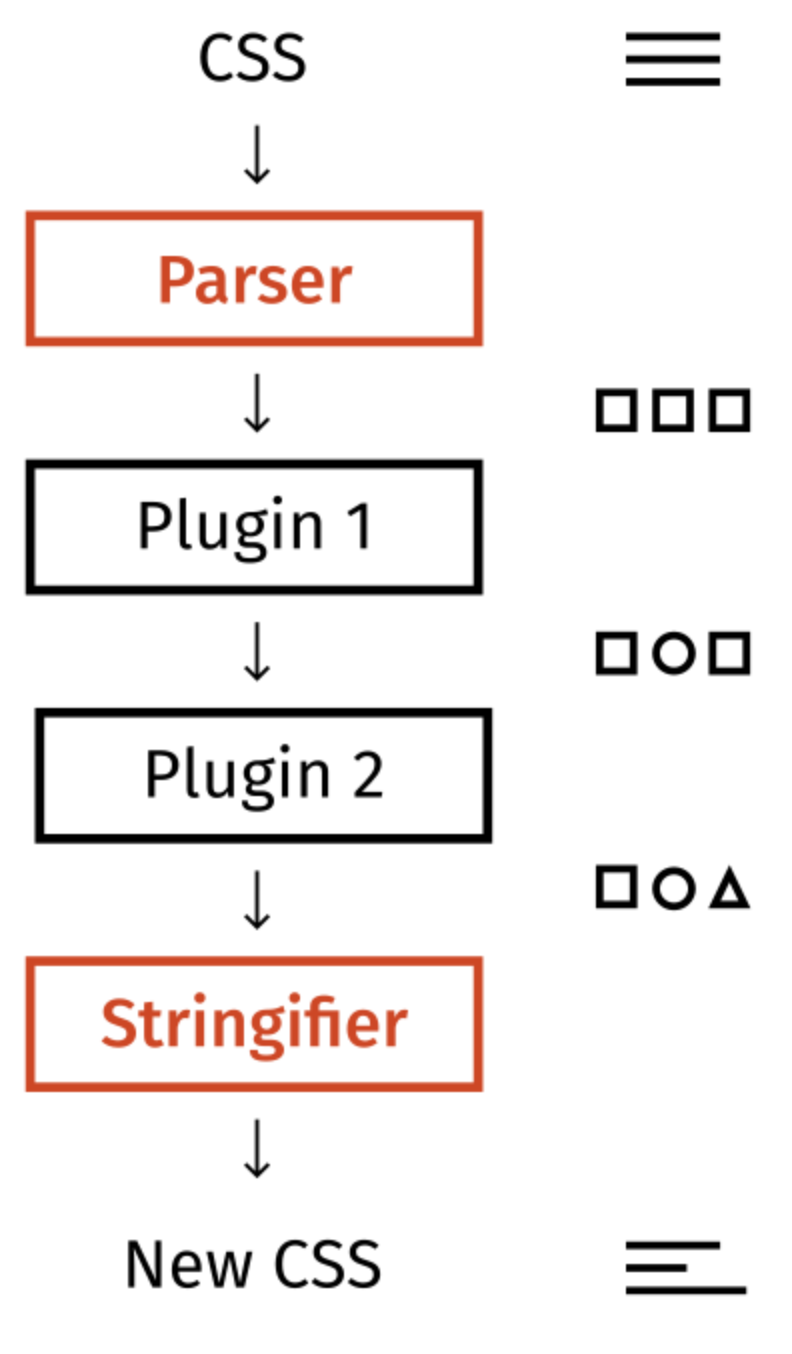 CSS
Parser
Plugin 1
Plugin 2
Stringifier
New CSS